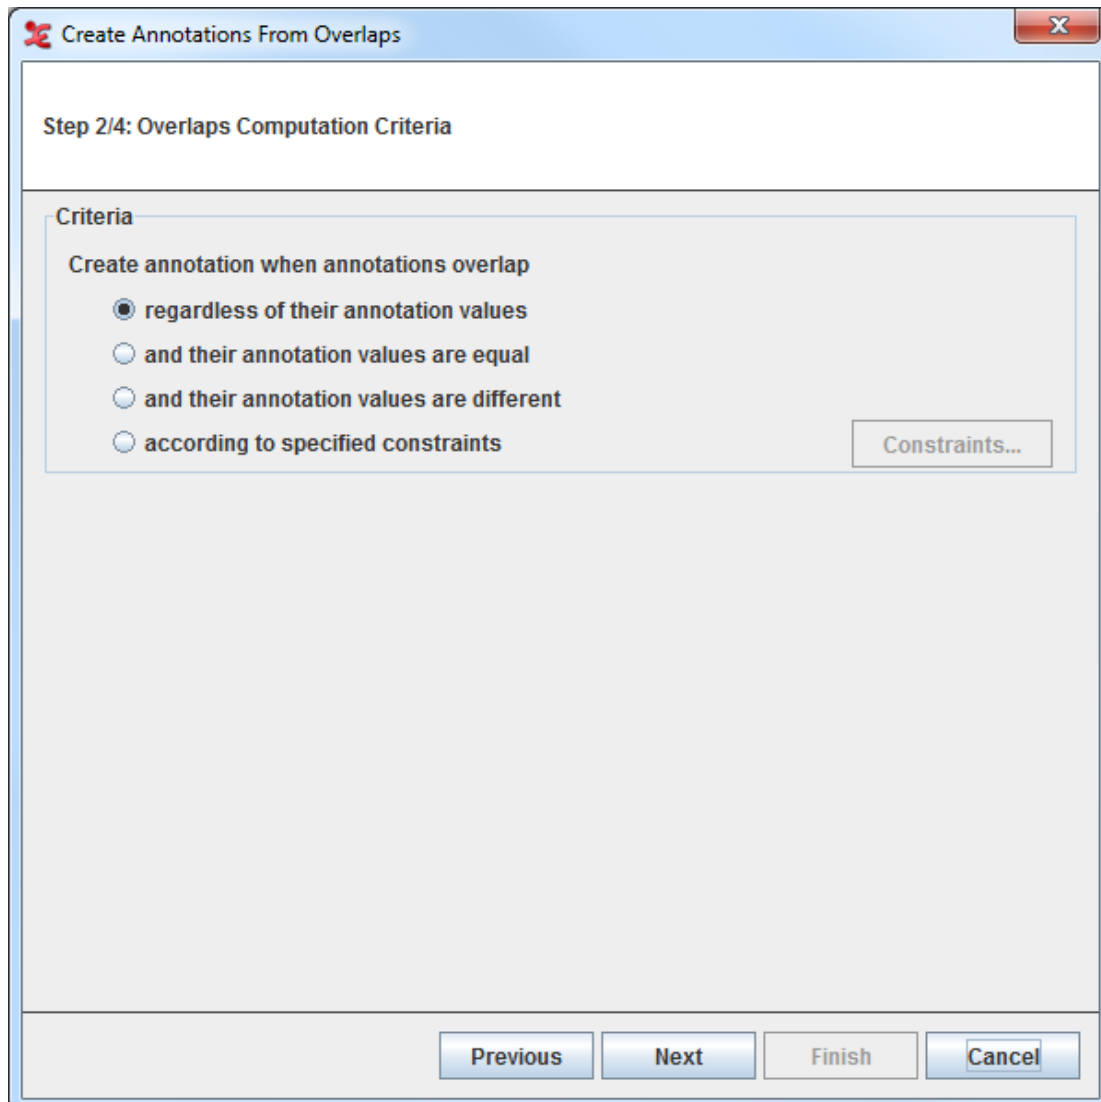 Create Annotations From Overlaps
Step 2/4: Overlaps Computation Criteria
Criteria
Create annotation when annotations overlap
regardless of their annotation values
and their annotation values are equal
and their annotation values are different
according to specified constraints
Constraints...
Previous
Next
Finish
Cancel